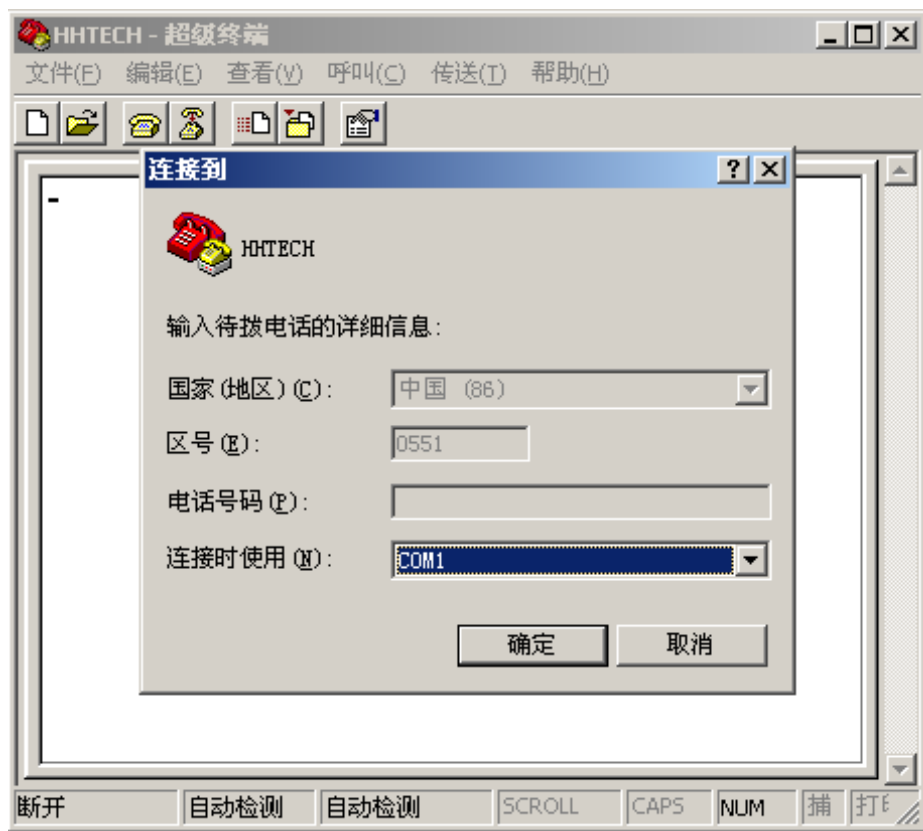 HHTECH - 超级终端
文件(F) 编辑(E) 查看(V) 呼叫(C) 传送(T) 帮助(H)
连接到
HHTECH
输入待拨电话的详细信息:
国家(地区)(C): 中国 (86)
区号(E): 0551
电话号码(P):
连接时使用(N): COM1
确定 取消
断开 自动检测 自动检测 SCROLL CAPS NUM 捕